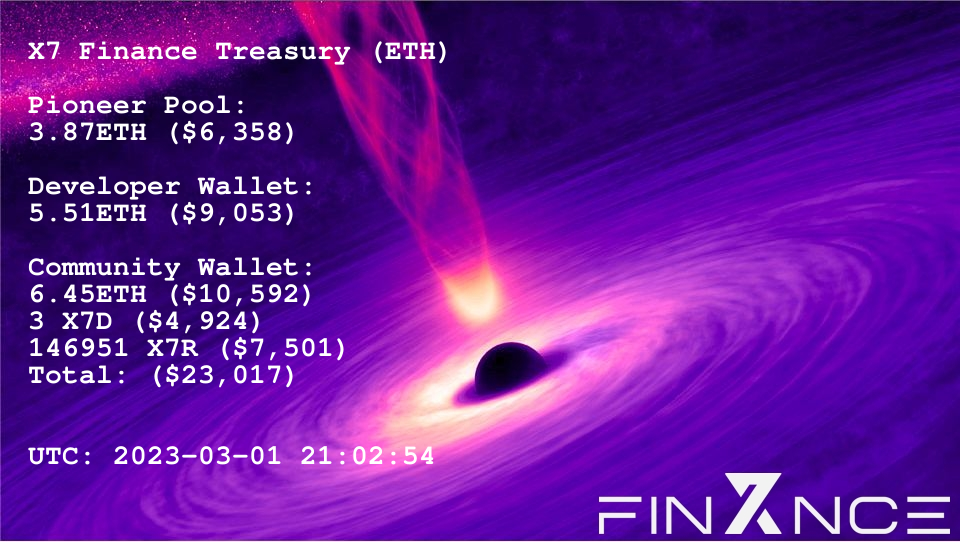 X7 Finance Treasury (ETH)
Pioneer Pool:
3.87ETH ($6,358)
Developer Wallet:
5.51ETH ($9,053)
Community Wallet:
6.45ETH ($10,592)
3 X7D ($4,924)
146951 X7R ($7,501)
Total: ($23,017)
UTC: 2023-03-01 21:02:54
FINANCE